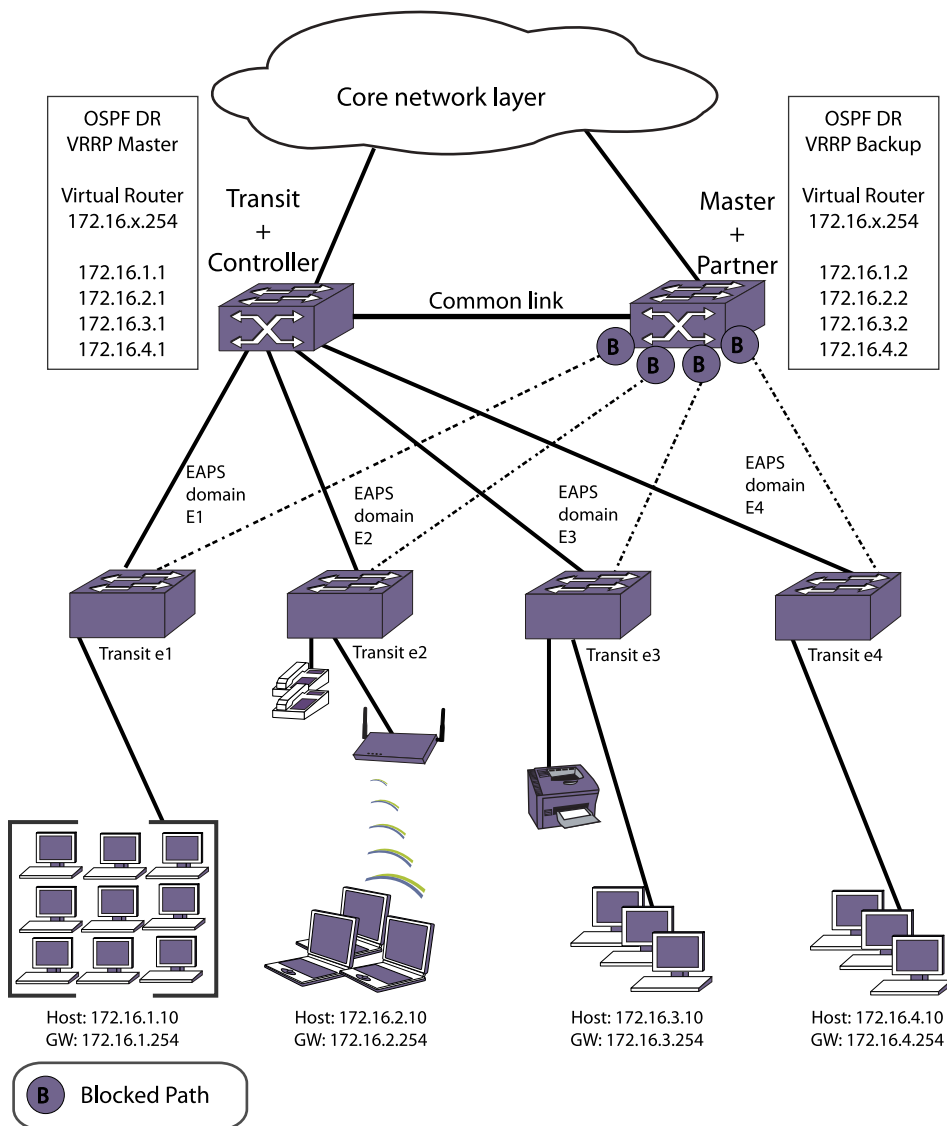 Core network layer
OSPF DR
VRRP Master
Virtual Router
172.16.x.254
172.16.1.1
172.16.2.1
172.16.3.1
172.16.4.1
Transit
+
Controller
Master
+
Partner
OSPF DR
VRRP Backup
Virtual Router
172.16.x.254
172.16.1.2
172.16.2.2
172.16.3.2
172.16.4.2
Common link
B
B
B
B
EAPS
domain
E1
EAPS
domain
E2
EAPS
domain
E3
EAPS
domain
E4
Transit e1
Transit e2
Transit e3
Transit e4
Host: 172.16.1.10
GW: 172.16.1.254
Host: 172.16.2.10
GW: 172.16.2.254
Host: 172.16.3.10
GW: 172.16.3.254
Host: 172.16.4.10
GW: 172.16.4.254
B Blocked Path